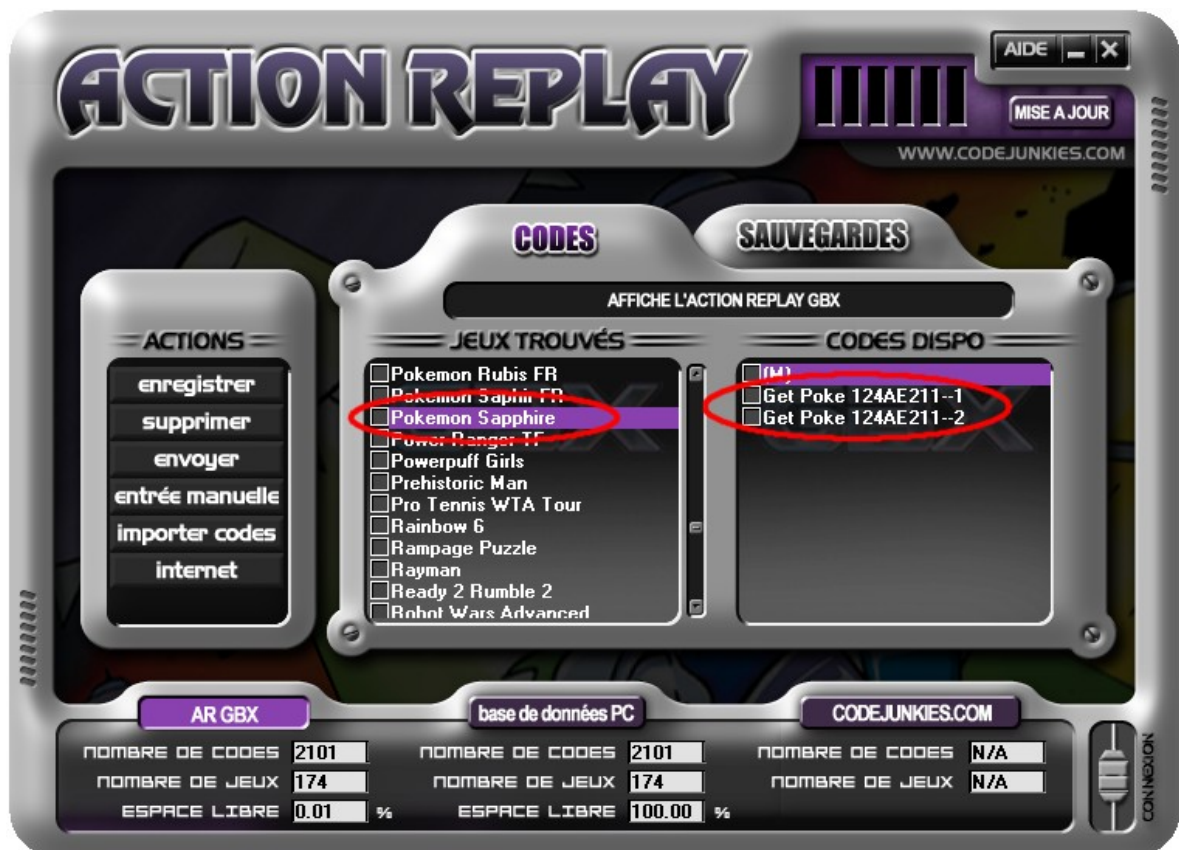 ACTION REPLAY
AIDE
MISE A JOUR
WWW.CODEJUNKIES.COM
CODES
SAUVEGARDES
AFFICHE L'ACTION REPLAY GBX
ACTIONS
enregistrer
supprimer
envoyer
entrée manuelle
importer codes
internet
JEUX TROUVÉS
Pokemon Rubis FR
Pokemon Saphir FR
Pokemon Sapphire
Power Ranger TF
Powerpuff Girls
Prehistoric Man
Pro Tennis WTA Tour
Rainbow 6
Rampage Puzzle
Rayman
Ready 2 Rumble 2
Robot Wars Advanced
CODES DISPO
(M)
Get Poke 124AE211--1
Get Poke 124AE211--2
AR GBX
NOMBRE DE CODES 2101
NOMBRE DE JEUX 174
ESPACE LIBRE 0.01 %
base de données PC
NOMBRE DE CODES 2101
NOMBRE DE JEUX 174
ESPACE LIBRE 100.00 %
CODEJUNKIES.COM
NOMBRE DE CODES N/A
NOMBRE DE JEUX N/A
CONNEXION